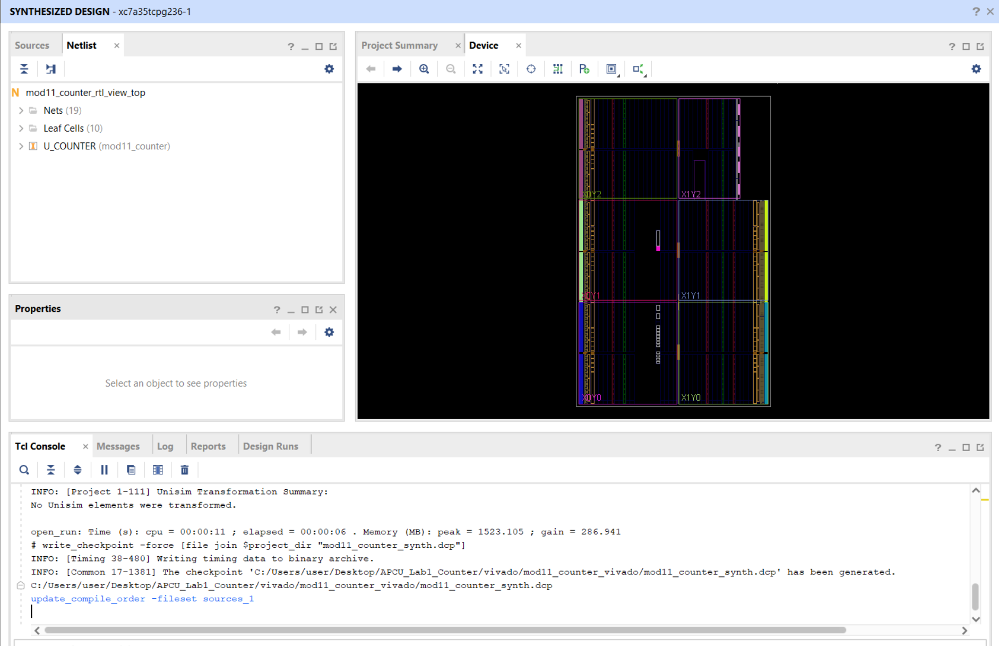 SYNTHESIZED DESIGN - xc7a35tcpg236-1
Sources
Netlist
mod11_counter_rtl_view_top
Nets (19)
Leaf Cells (10)
U_COUNTER (mod11_counter)
Properties
Select an object to see properties
Project Summary
Device
X0Y2
X1Y2
X0Y1
X1Y1
X0Y0
X1Y0
Tcl Console
Messages
Log
Reports
Design Runs
INFO: [Project 1-111] Unisim Transformation Summary:
No Unisim elements were transformed.
open_run: Time (s): cpu = 00:00:11 ; elapsed = 00:00:06 . Memory (MB): peak = 1523.105 ; gain = 286.941
# write_checkpoint -force [file join $project_dir "mod11_counter_synth.dcp"]
INFO: [Timing 38-480] Writing timing data to binary archive.
INFO: [Common 17-1381] The checkpoint 'C:/Users/user/Desktop/APCU_Lab1_Counter/vivado/mod11_counter_vivado/mod11_counter_synth.dcp' has been generated.
C:/Users/user/Desktop/APCU_Lab1_Counter/vivado/mod11_counter_vivado/mod11_counter_synth.dcp
update_compile_order -fileset sources_1